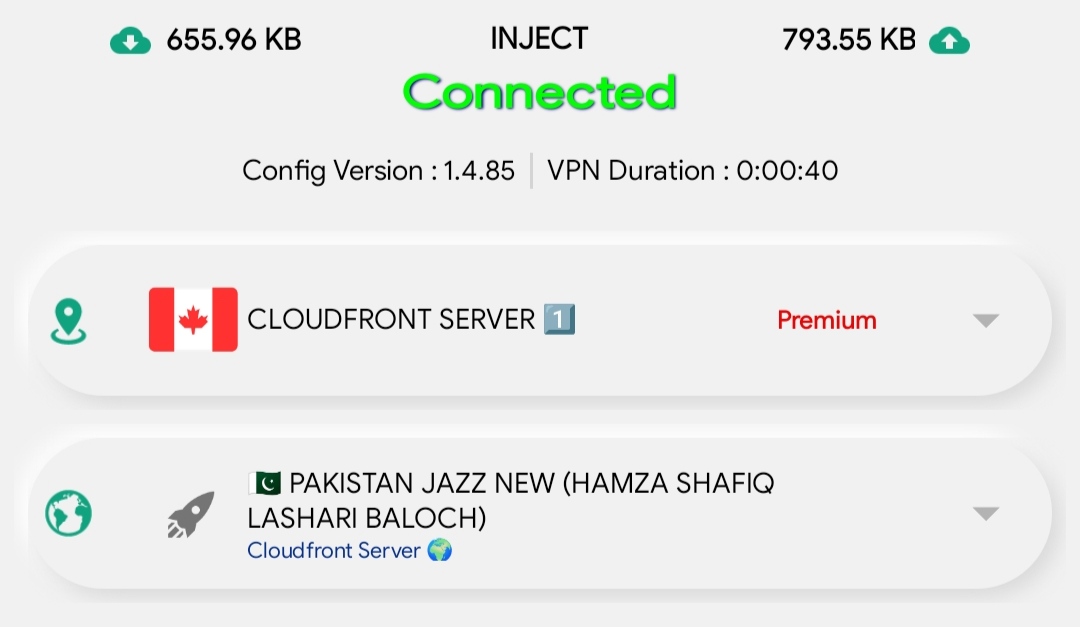 655.96 KB INJECT 793.55 KB
Connected
Config Version : 1.4.85 VPN Duration : 0:00:40
CLOUDFRONT SERVER 1️⃣ Premium
🇵🇰 PAKISTAN JAZZ NEW (HAMZA SHAFIQ
LASHARI BALOCH)
Cloudfront Server 🌍